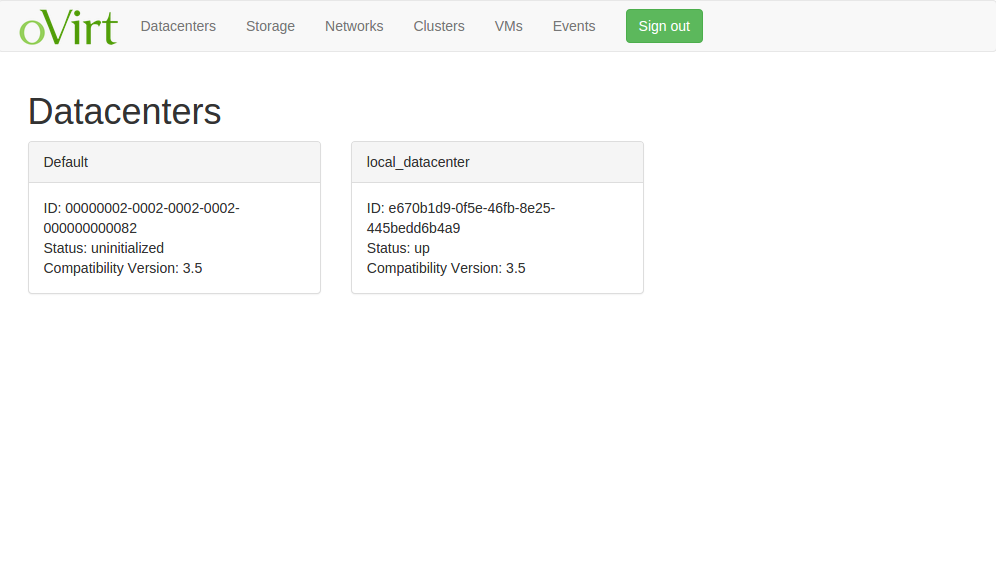 oVirt Datacenters Storage Networks Clusters VMs Events Sign out
Datacenters
Default
ID: 00000002-0002-0002-0002-
000000000082
Status: uninitialized
Compatibility Version: 3.5
local_datacenter
ID: e670b1d9-0f5e-46fb-8e25-
445bedd6b4a9
Status: up
Compatibility Version: 3.5